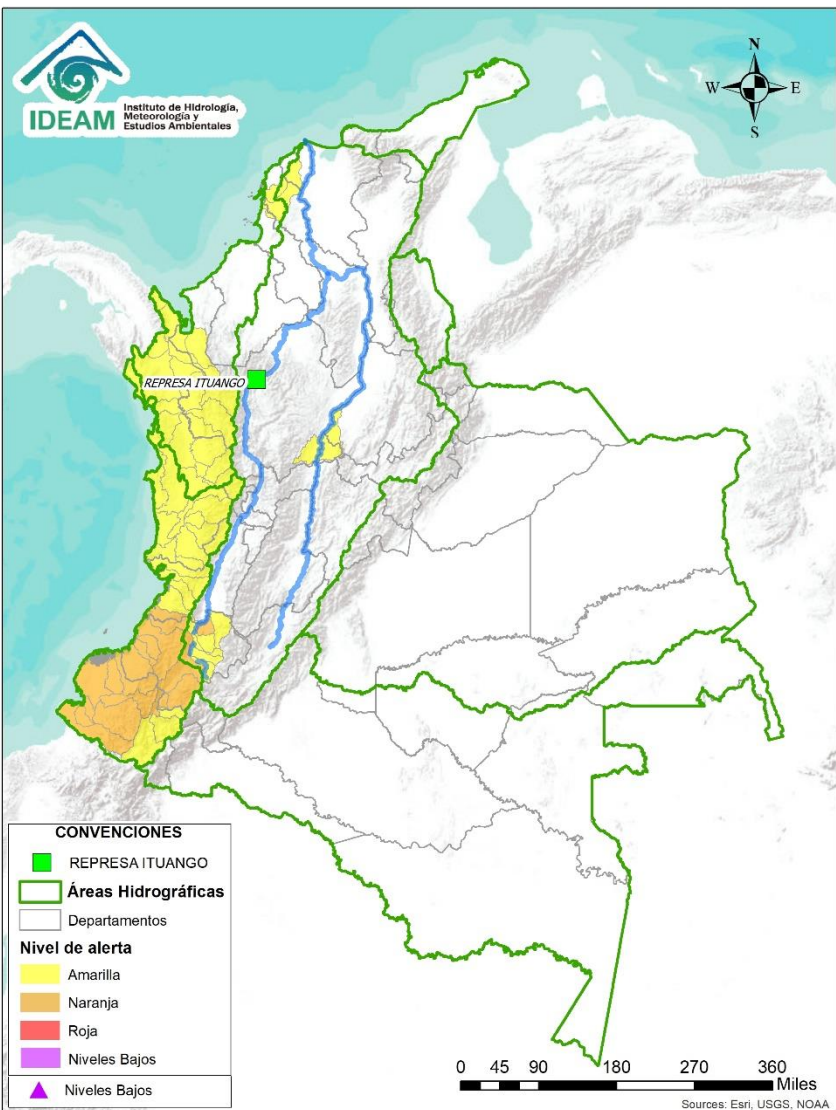 IDEAM
Instituto de Hidrología,
Meteorología y
Estudios Ambientales
N
W
E
S
REPRESA ITUANGO
CONVENCIONES
REPRESA ITUANGO
Áreas Hidrográficas
Departamentos
Nivel de alerta
Amarilla
Naranja
Roja
Niveles Bajos
Niveles Bajos
0 45 90 180 270 360
Miles
Sources: Esri, USGS, NOAA